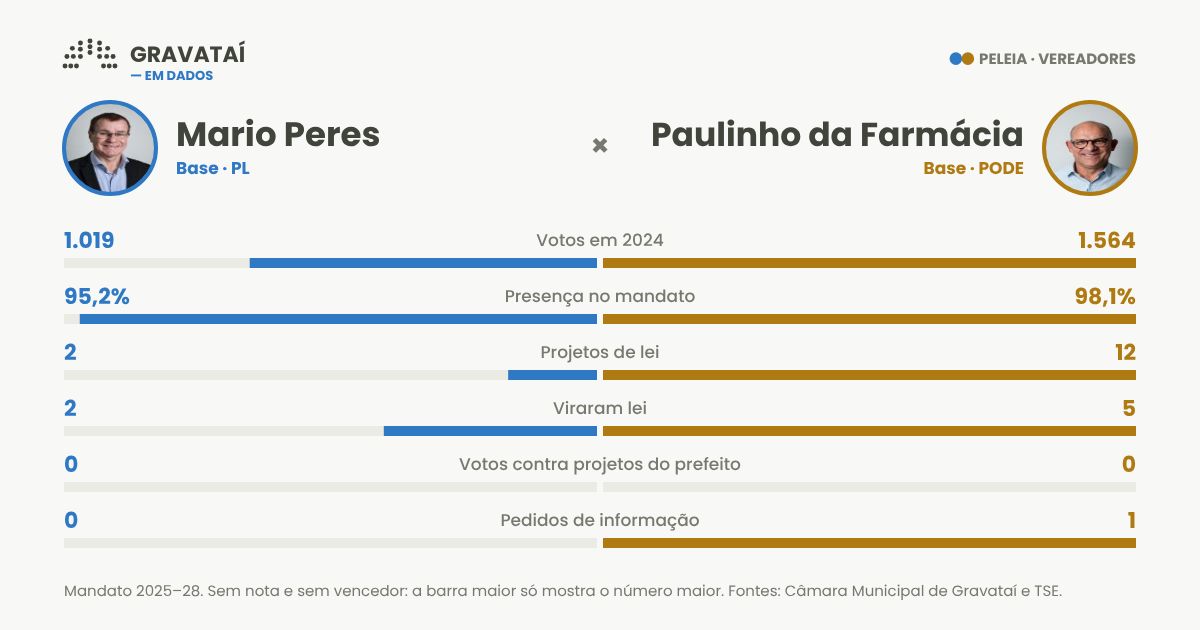 GRAVATAÍ
— EM DADOS
PELEIA · VEREADORES
Mario Peres
Base · PL
×
Paulinho da Farmácia
Base · PODE
1.019 Votos em 2024 1.564
95,2% Presença no mandato 98,1%
2 Projetos de lei 12
2 Viraram lei 5
0 Votos contra projetos do prefeito 0
0 Pedidos de informação 1
Mandato 2025–28. Sem nota e sem vencedor: a barra maior só mostra o número maior. Fontes: Câmara Municipal de Gravataí e TSE.